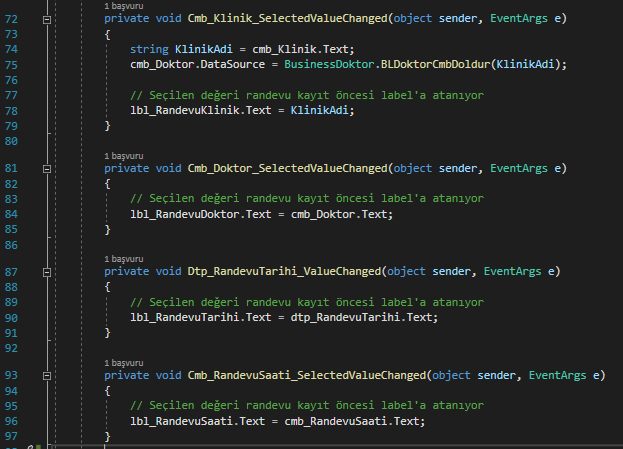 1 başvuru
72 private void Cmb_Klinik_SelectedValueChanged(object sender, EventArgs e)
73 {
74 string KlinikAdi = cmb_Klinik.Text;
75 cmb_Doktor.DataSource = BusinessDoktor.BLDoktorCmbDoldur(KlinikAdi);
76
77 // Seçilen değeri randevu kayıt öncesi label'a atanıyor
78 lbl_RandevuKlinik.Text = KlinikAdi;
79 }
80
1 başvuru
81 private void Cmb_Doktor_SelectedValueChanged(object sender, EventArgs e)
82 {
83 // Seçilen değeri randevu kayıt öncesi label'a atanıyor
84 lbl_RandevuDoktor.Text = cmb_Doktor.Text;
85 }
86
1 başvuru
87 private void Dtp_RandevuTarihi_ValueChanged(object sender, EventArgs e)
88 {
89 // Seçilen değeri randevu kayıt öncesi label'a atanıyor
90 lbl_RandevuTarihi.Text = dtp_RandevuTarihi.Text;
91 }
92
1 başvuru
93 private void Cmb_RandevuSaati_SelectedValueChanged(object sender, EventArgs e)
94 {
95 // Seçilen değeri randevu kayıt öncesi label'a atanıyor
96 lbl_RandevuSaati.Text = cmb_RandevuSaati.Text;
97 }